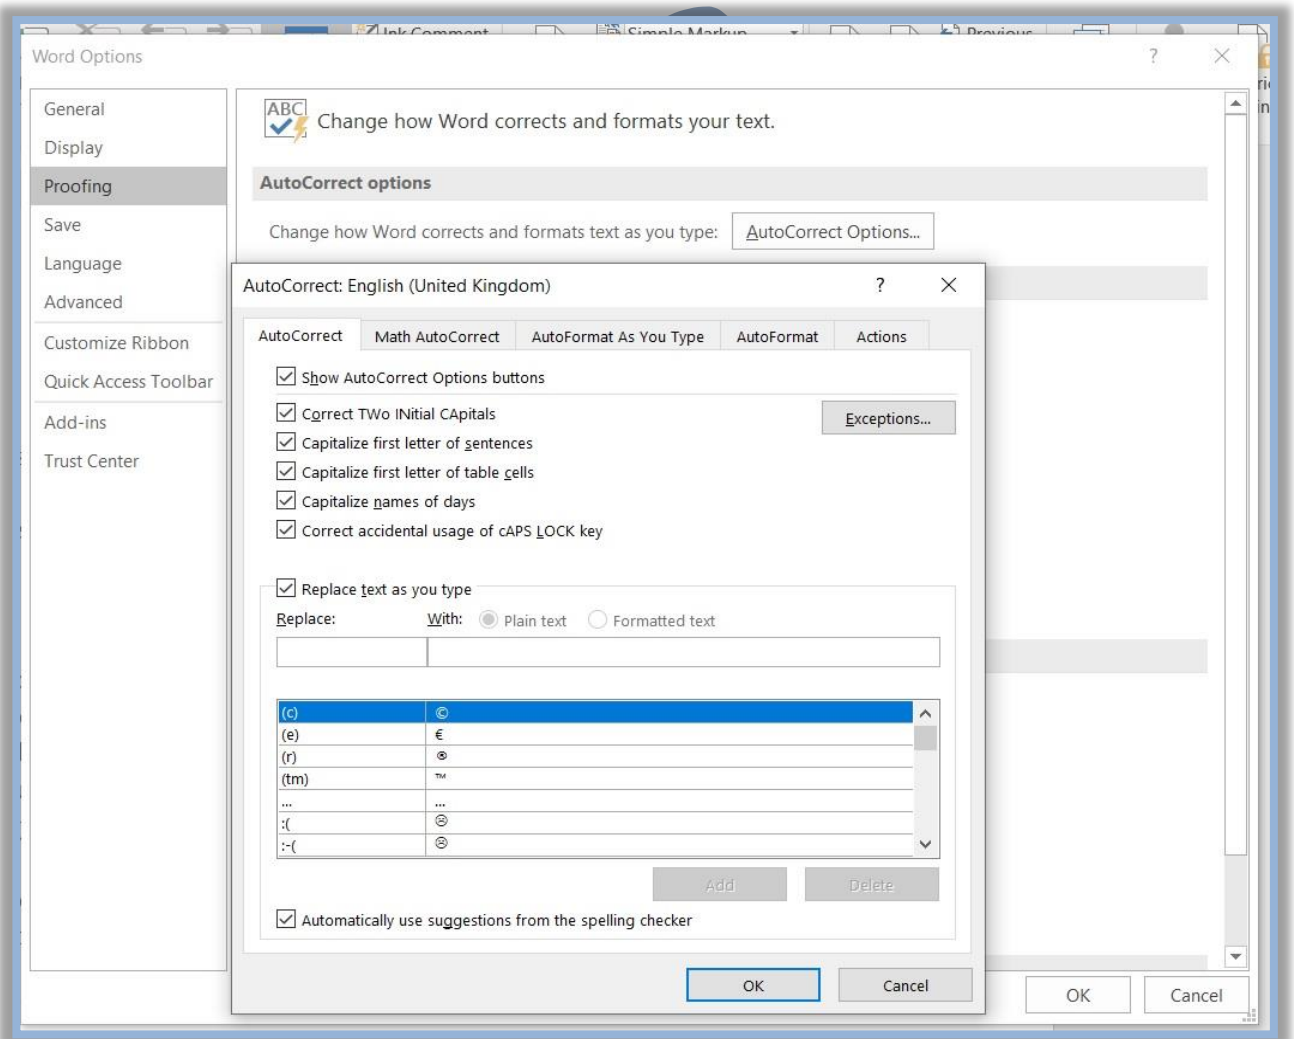 Ink Comment
Simple Markup
Previous
Word Options
?
General
Display
Proofing
Save
Language
Advanced
Customize Ribbon
Quick Access Toolbar
Add-ins
Trust Center
ABC
Change how Word corrects and formats your text.
AutoCorrect options
Change how Word corrects and formats text as you type:
AutoCorrect Options...
AutoCorrect: English (United Kingdom)
?
AutoCorrect
Math AutoCorrect
AutoFormat As You Type
AutoFormat
Actions
Show AutoCorrect Options buttons
Correct TWo INitial CApitals
Exceptions...
Capitalize first letter of sentences
Capitalize first letter of table cells
Capitalize names of days
Correct accidental usage of cAPS LOCK key
Replace text as you type
Replace: With: Plain text Formatted text
(c) ©
(e) €
(r) ®
(tm) ™
... ...
:( ☹
:-( ☹
Add Delete
Automatically use suggestions from the spelling checker
OK Cancel
OK Cancel